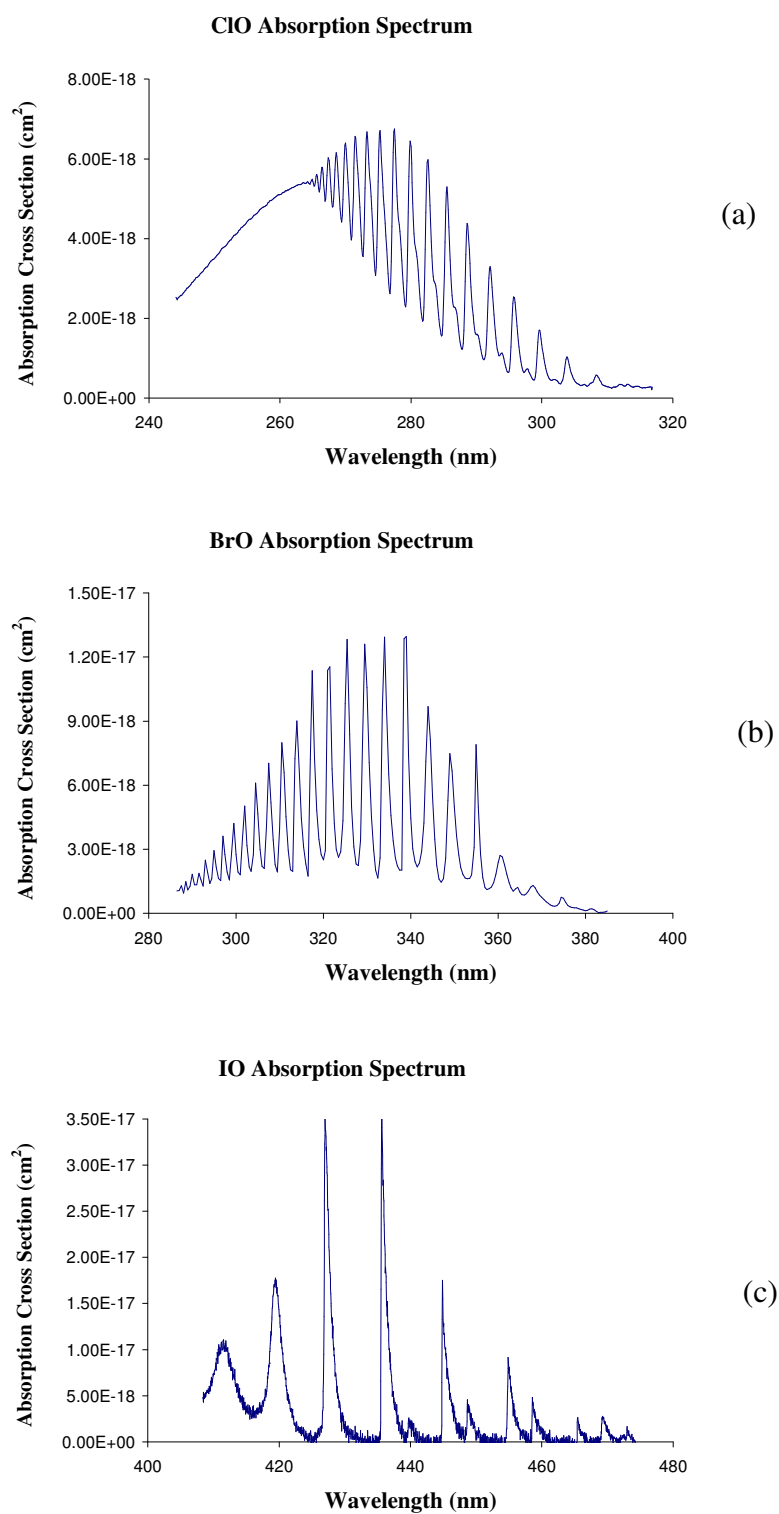 ClO Absorption Spectrum
8.00E-18
6.00E-18
4.00E-18
2.00E-18
0.00E+00
Absorption Cross Section (cm²)
240 260 280 300 320
Wavelength (nm)
(a)
BrO Absorption Spectrum
1.50E-17
1.20E-17
9.00E-18
6.00E-18
3.00E-18
0.00E+00
Absorption Cross Section (cm²)
280 300 320 340 360 380 400
Wavelength (nm)
(b)
IO Absorption Spectrum
3.50E-17
3.00E-17
2.50E-17
2.00E-17
1.50E-17
1.00E-17
5.00E-18
0.00E+00
Absorption Cross Section (cm²)
400 420 440 460 480
Wavelength (nm)
(c)